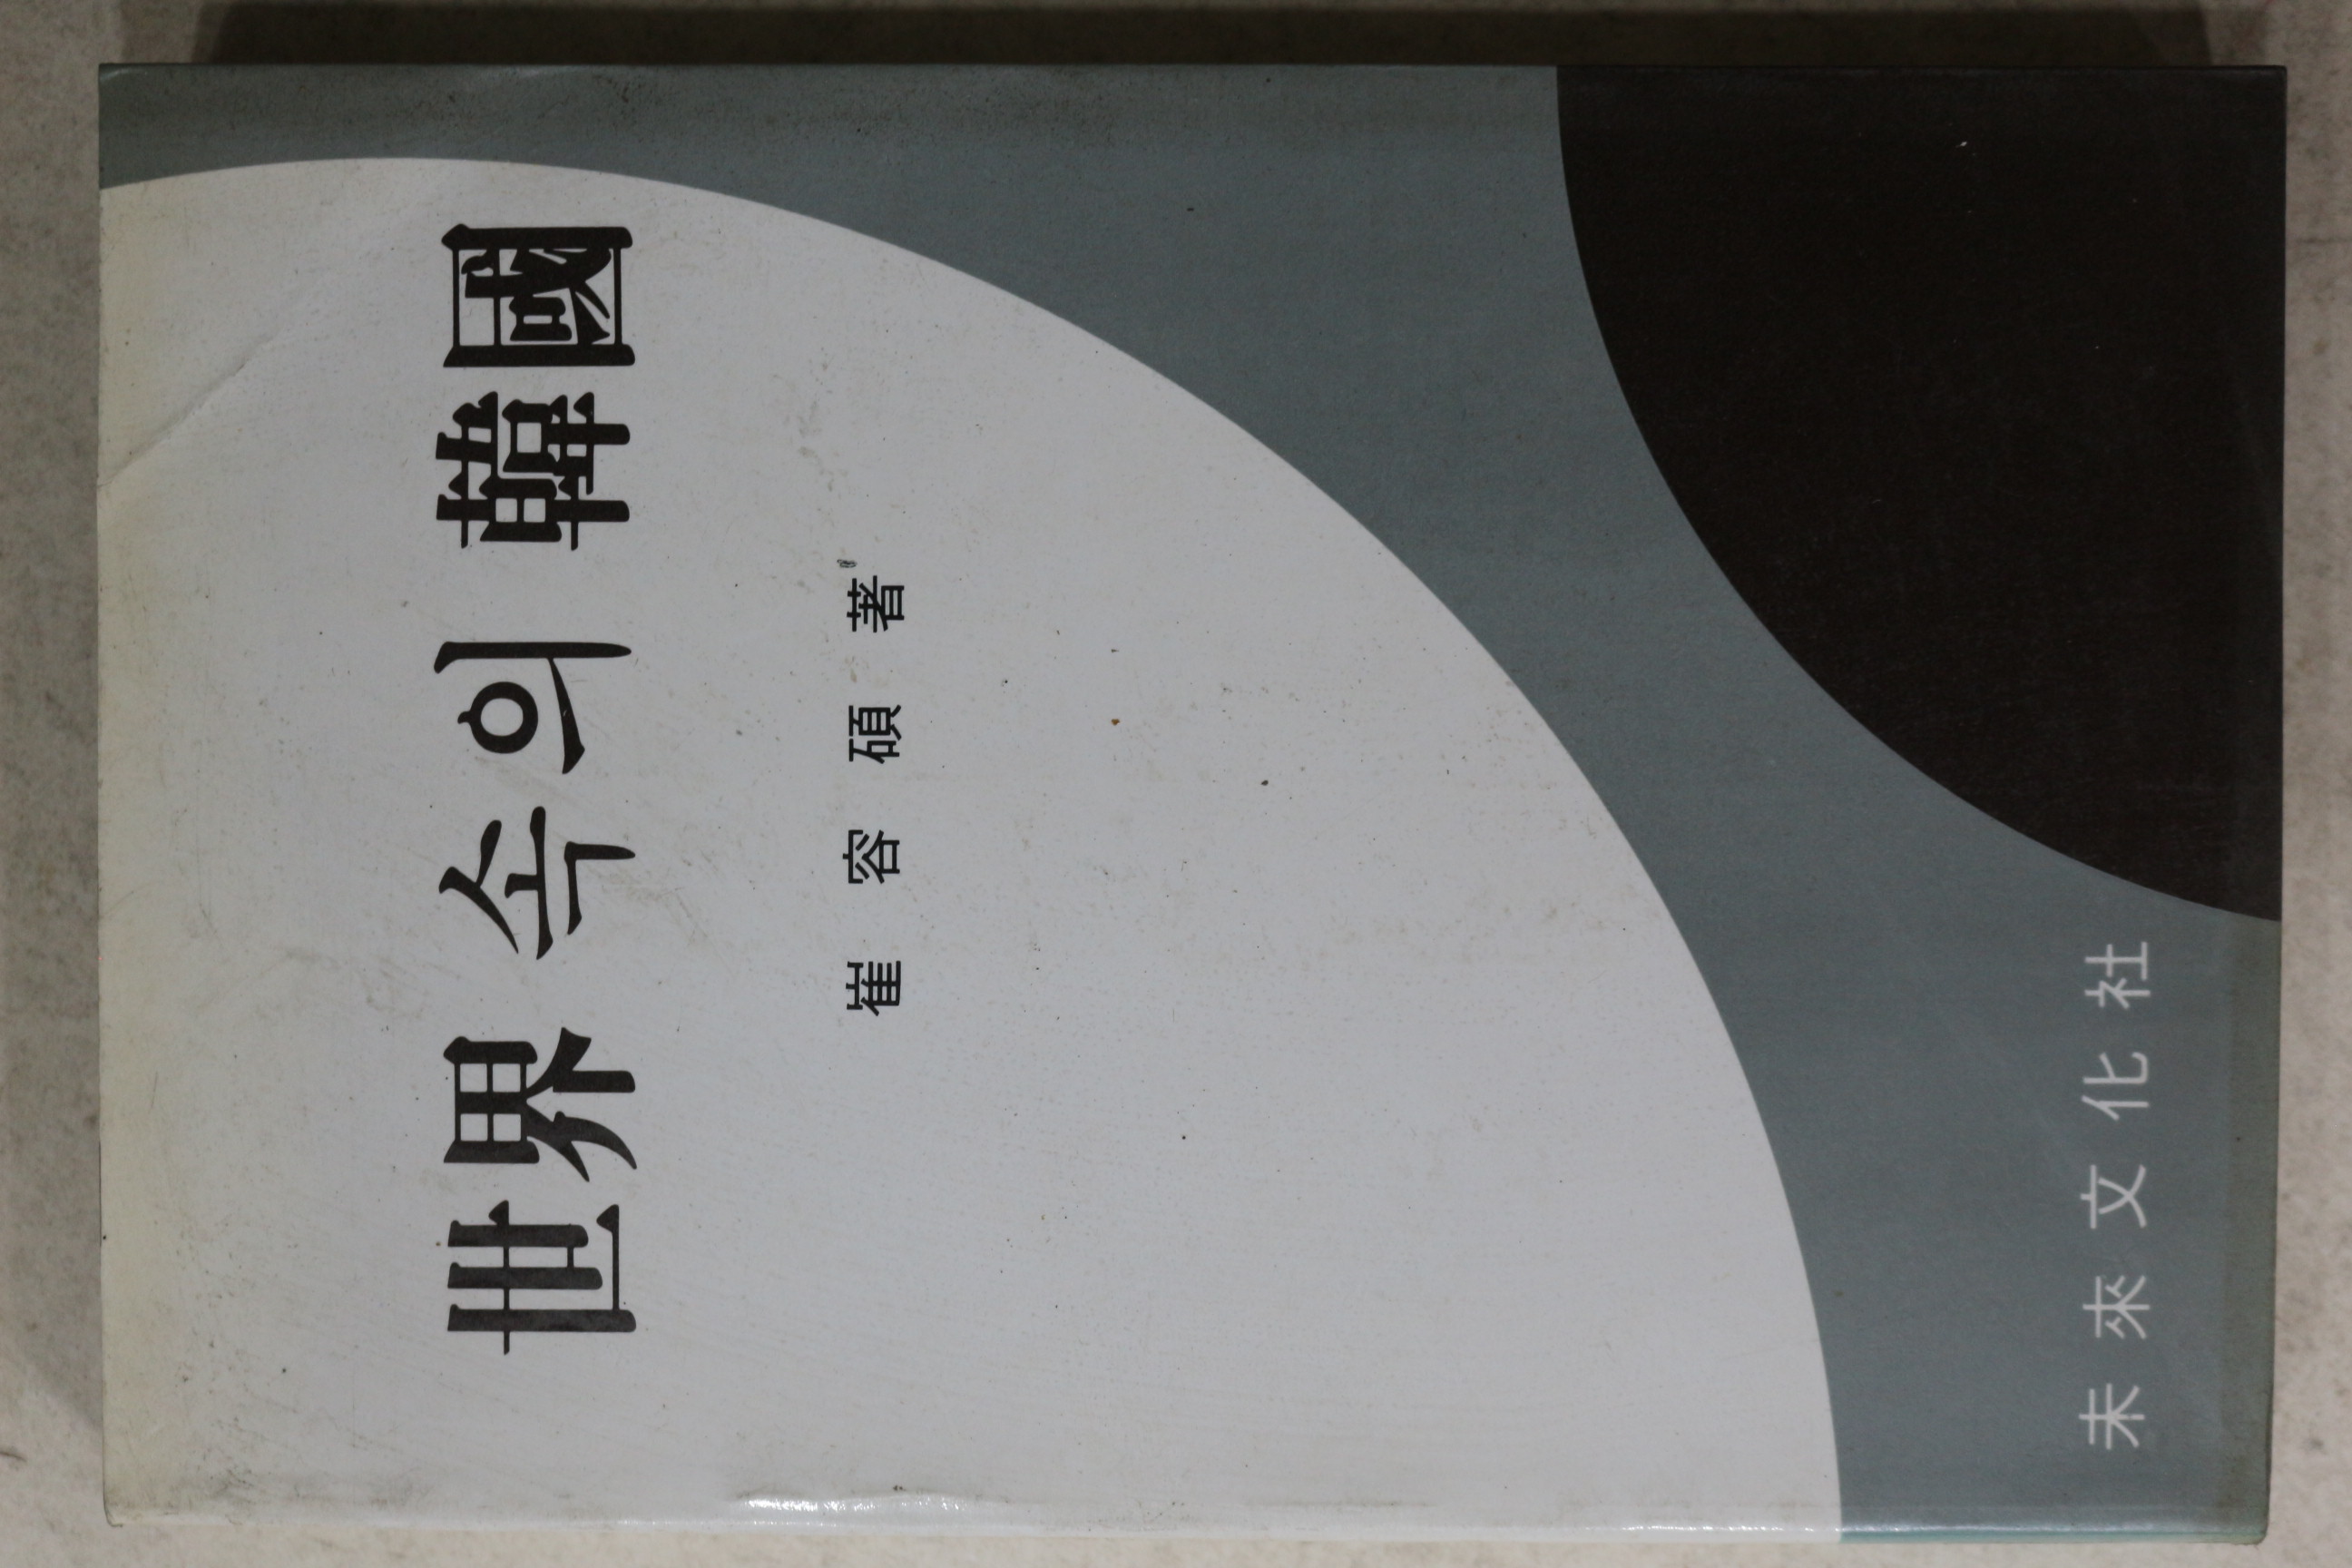 世界 속의 韓國
崔容碩 著
未來文化社